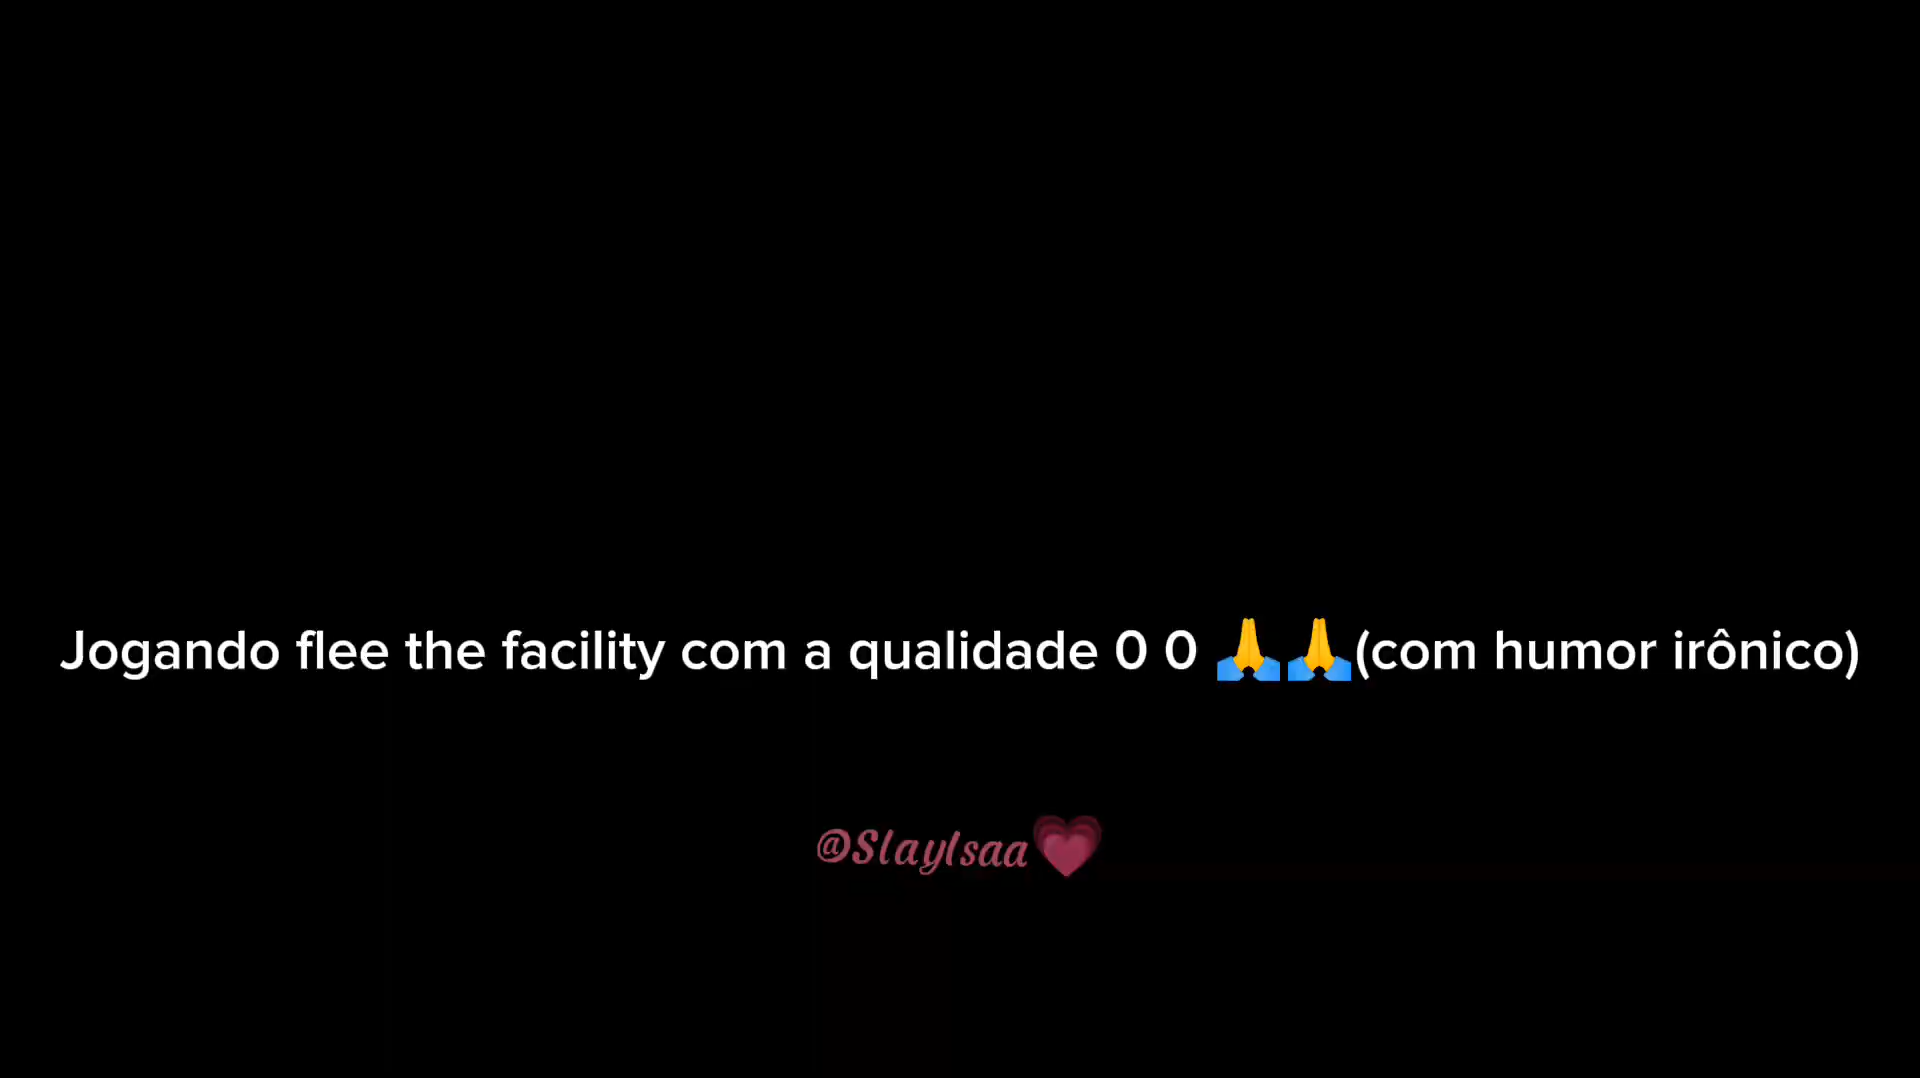 Jogando flee the facility com a qualidade 0 0 🙏🙏(com humor irônico)
@SlayIsaa💗